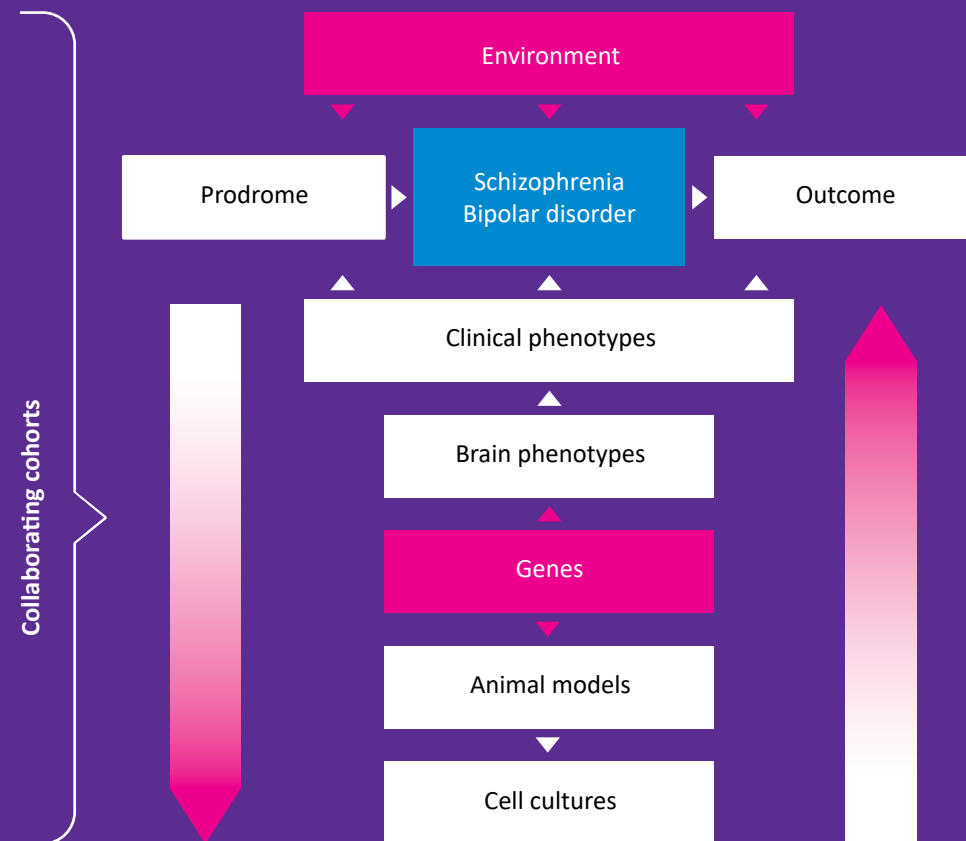 Environment
Prodrome
Schizophrenia
Bipolar disorder
Outcome
Clinical phenotypes
Brain phenotypes
Genes
Animal models
Cell cultures
Collaborating cohorts